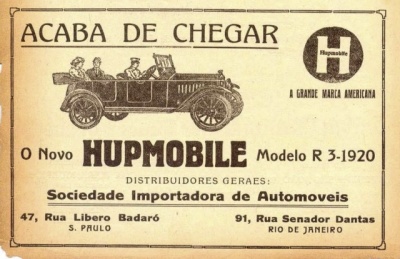 ACABA DE CHEGAR
H
Hupmobile
A GRANDE MARCA AMERICANA
O Novo HUPMOBILE Modelo R 3-1920
DISTRIBUIDORES GERAES:
Sociedade Importadora de Automoveis
47, Rua Libero Badaró
S. PAULO
91, Rua Senador Dantas
RIO DE JANEIRO